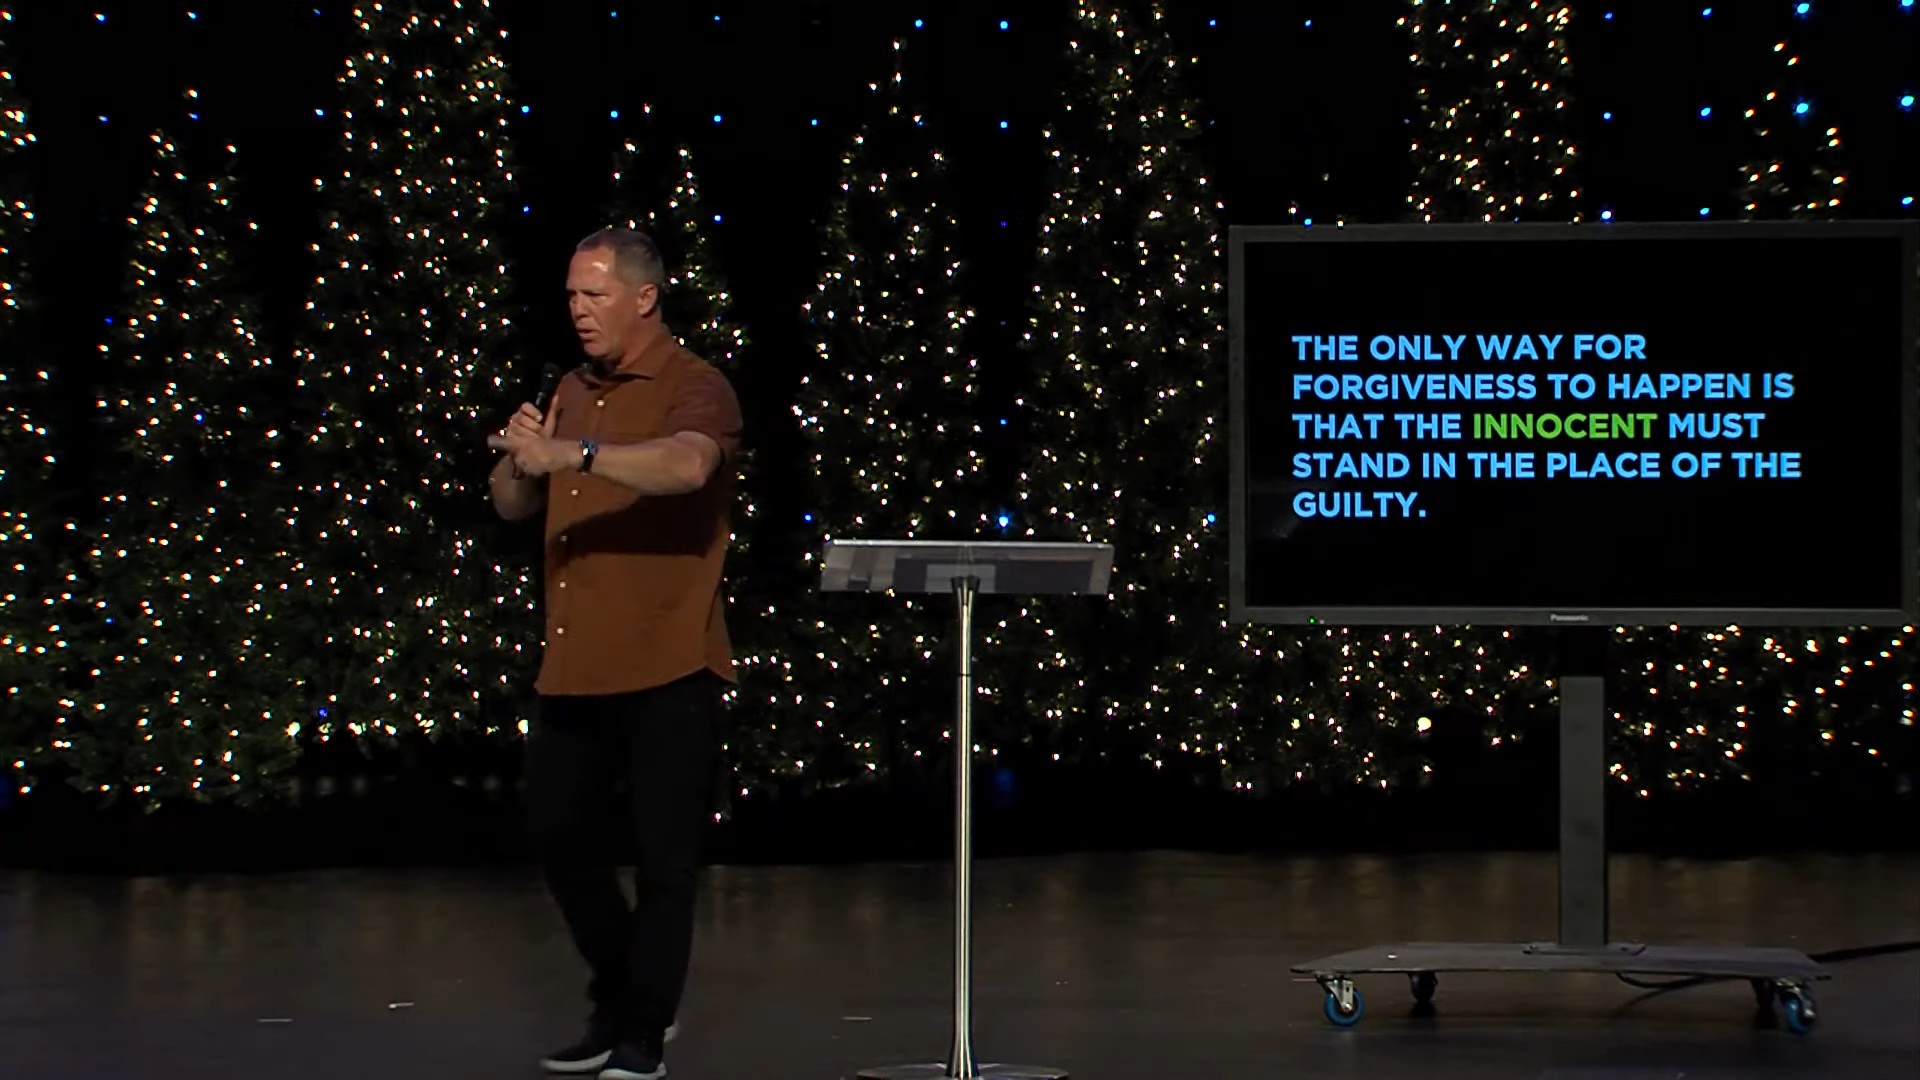 THE ONLY WAY FOR
FORGIVENESS TO HAPPEN IS
THAT THE INNOCENT MUST
STAND IN THE PLACE OF THE
GUILTY.
Panasonic